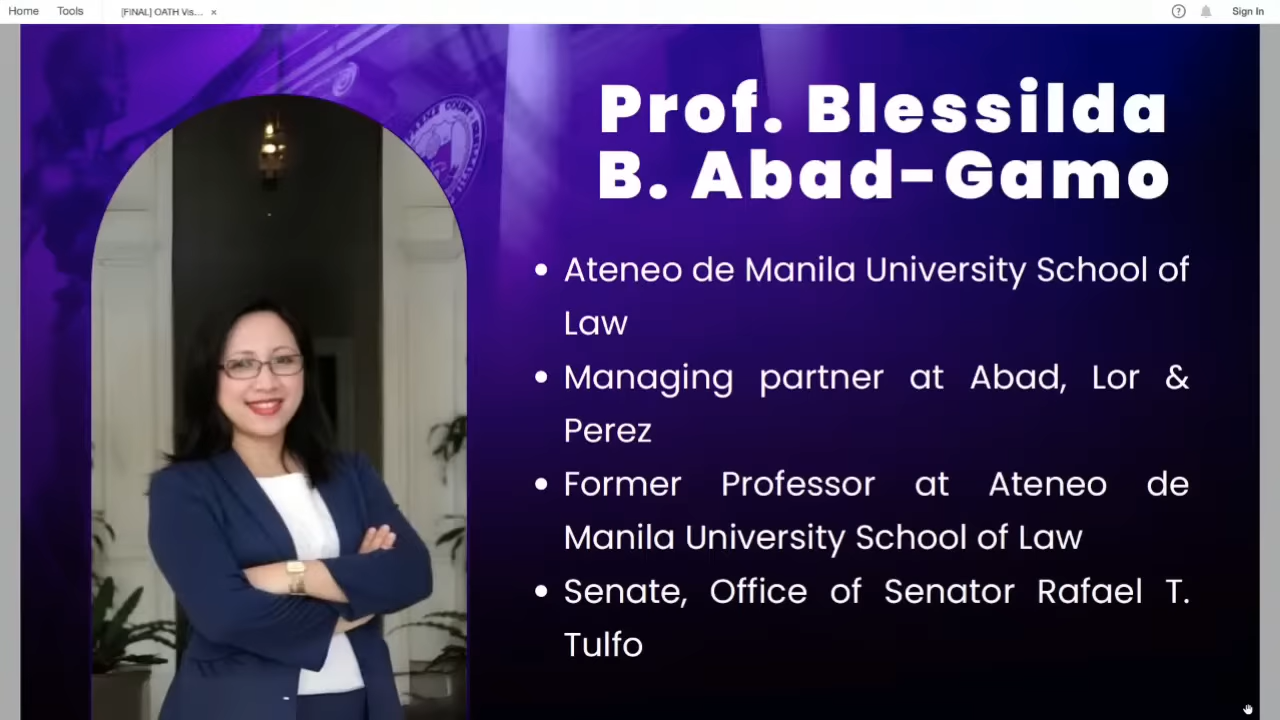 Home Tools [FINAL] OATH Vis... × ? Sign In
Prof. Blessilda
B. Abad-Gamo
• Ateneo de Manila University School of
Law
• Managing partner at Abad, Lor &
Perez
• Former Professor at Ateneo de
Manila University School of Law
• Senate, Office of Senator Rafael T.
Tulfo